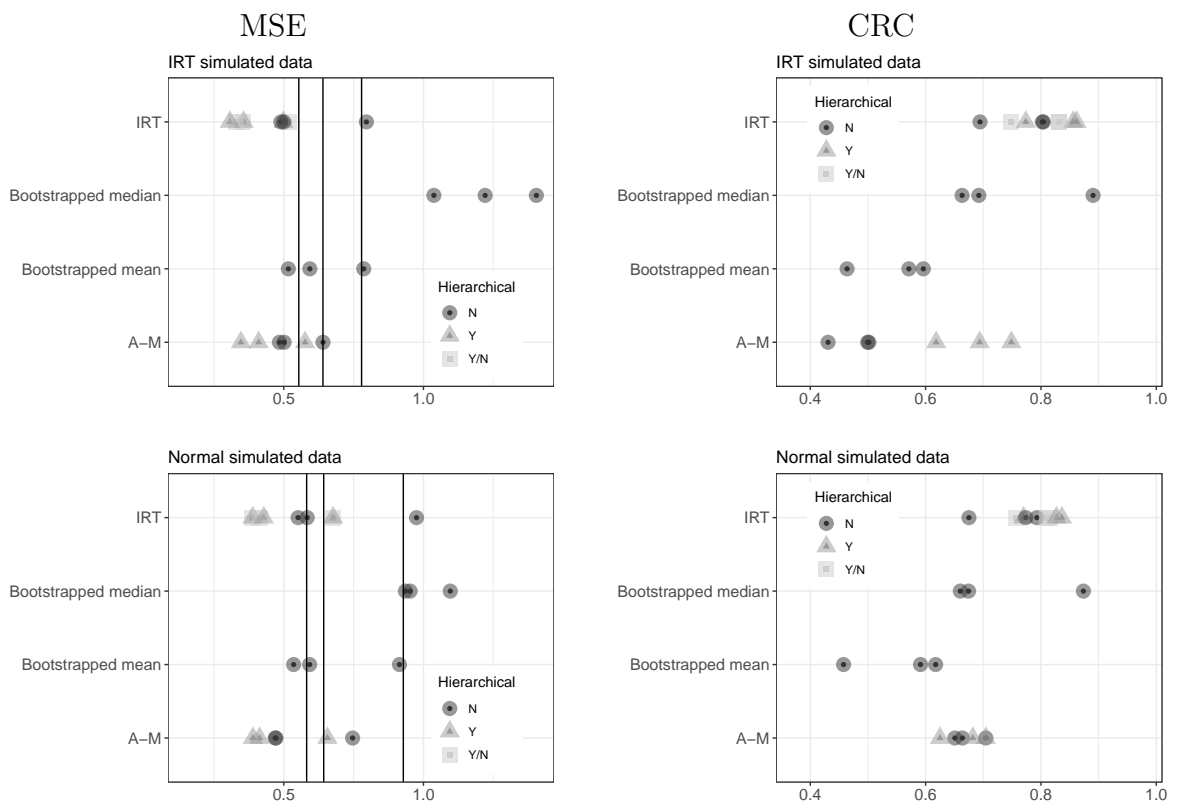 MSE
IRT simulated data
IRT
Bootstrapped median
Bootstrapped mean
A−M
Hierarchical
N
Y
Y/N
0.5
1.0
CRC
IRT simulated data
Hierarchical
N
Y
Y/N
IRT
Bootstrapped median
Bootstrapped mean
A−M
0.4
0.6
0.8
1.0
Normal simulated data
IRT
Bootstrapped median
Bootstrapped mean
A−M
Hierarchical
N
Y
Y/N
0.5
1.0
Normal simulated data
Hierarchical
N
Y
Y/N
IRT
Bootstrapped median
Bootstrapped mean
A−M
0.4
0.6
0.8
1.0